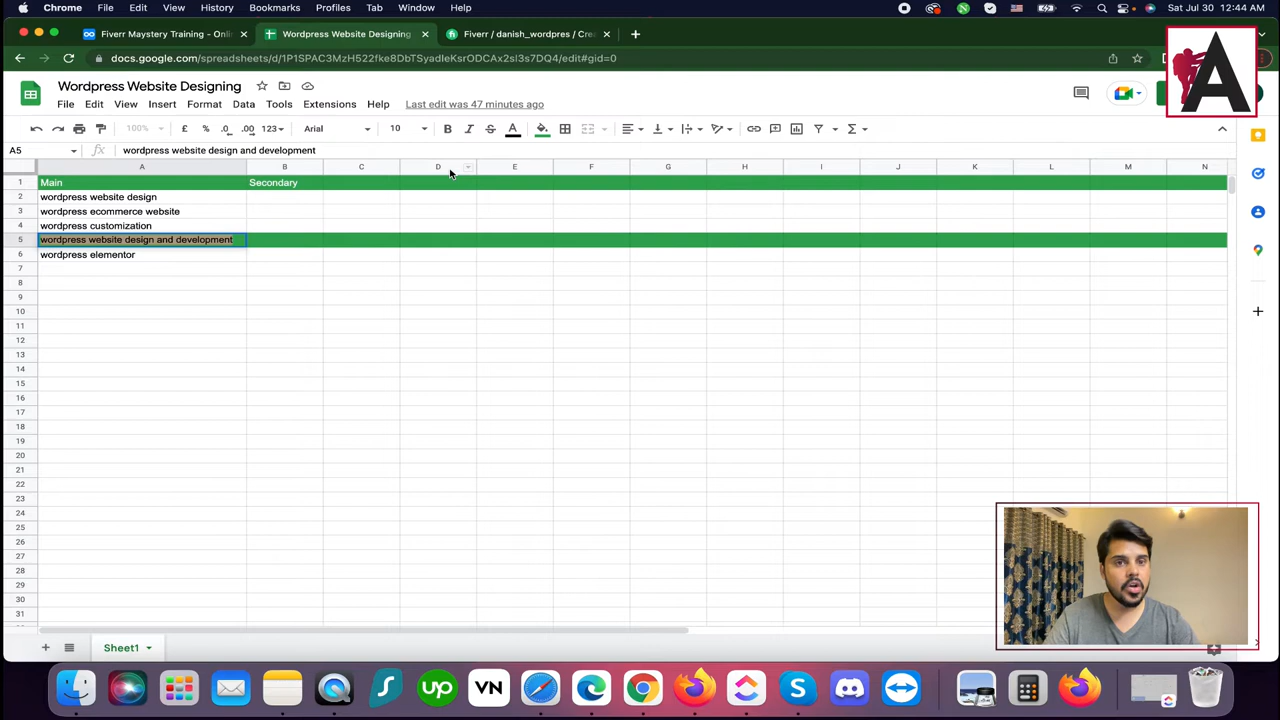 Chrome File Edit View History Bookmarks Profiles Tab Window Help Sat Jul 30 12:44 AM
Fiverr Maystery Training - Onli Wordpress Website Designing Fiverr / danish_wordpres / Cre
docs.google.com/spreadsheets/d/1P1SPAC3MzH522fke8DbTSyadIeKsrODCAx2sI3s7DQ4/edit#gid=0
A
Wordpress Website Designing
File Edit View Insert Format Data Tools Extensions Help Last edit was 47 minutes ago
100% £ % .0 .00 123 Arial 10 B I S A
A5 fx wordpress website design and development
A B C D E F G H I J K L M N
1 Main Secondary
2 wordpress website design
3 wordpress ecommerce website
4 wordpress customization
5 wordpress website design and development
6 wordpress elementor
7
8
9
10
11
12
13
14
15
16
17
18
19
20
21
22
23
24
25
26
27
28
29
30
31
Sheet1
up VN